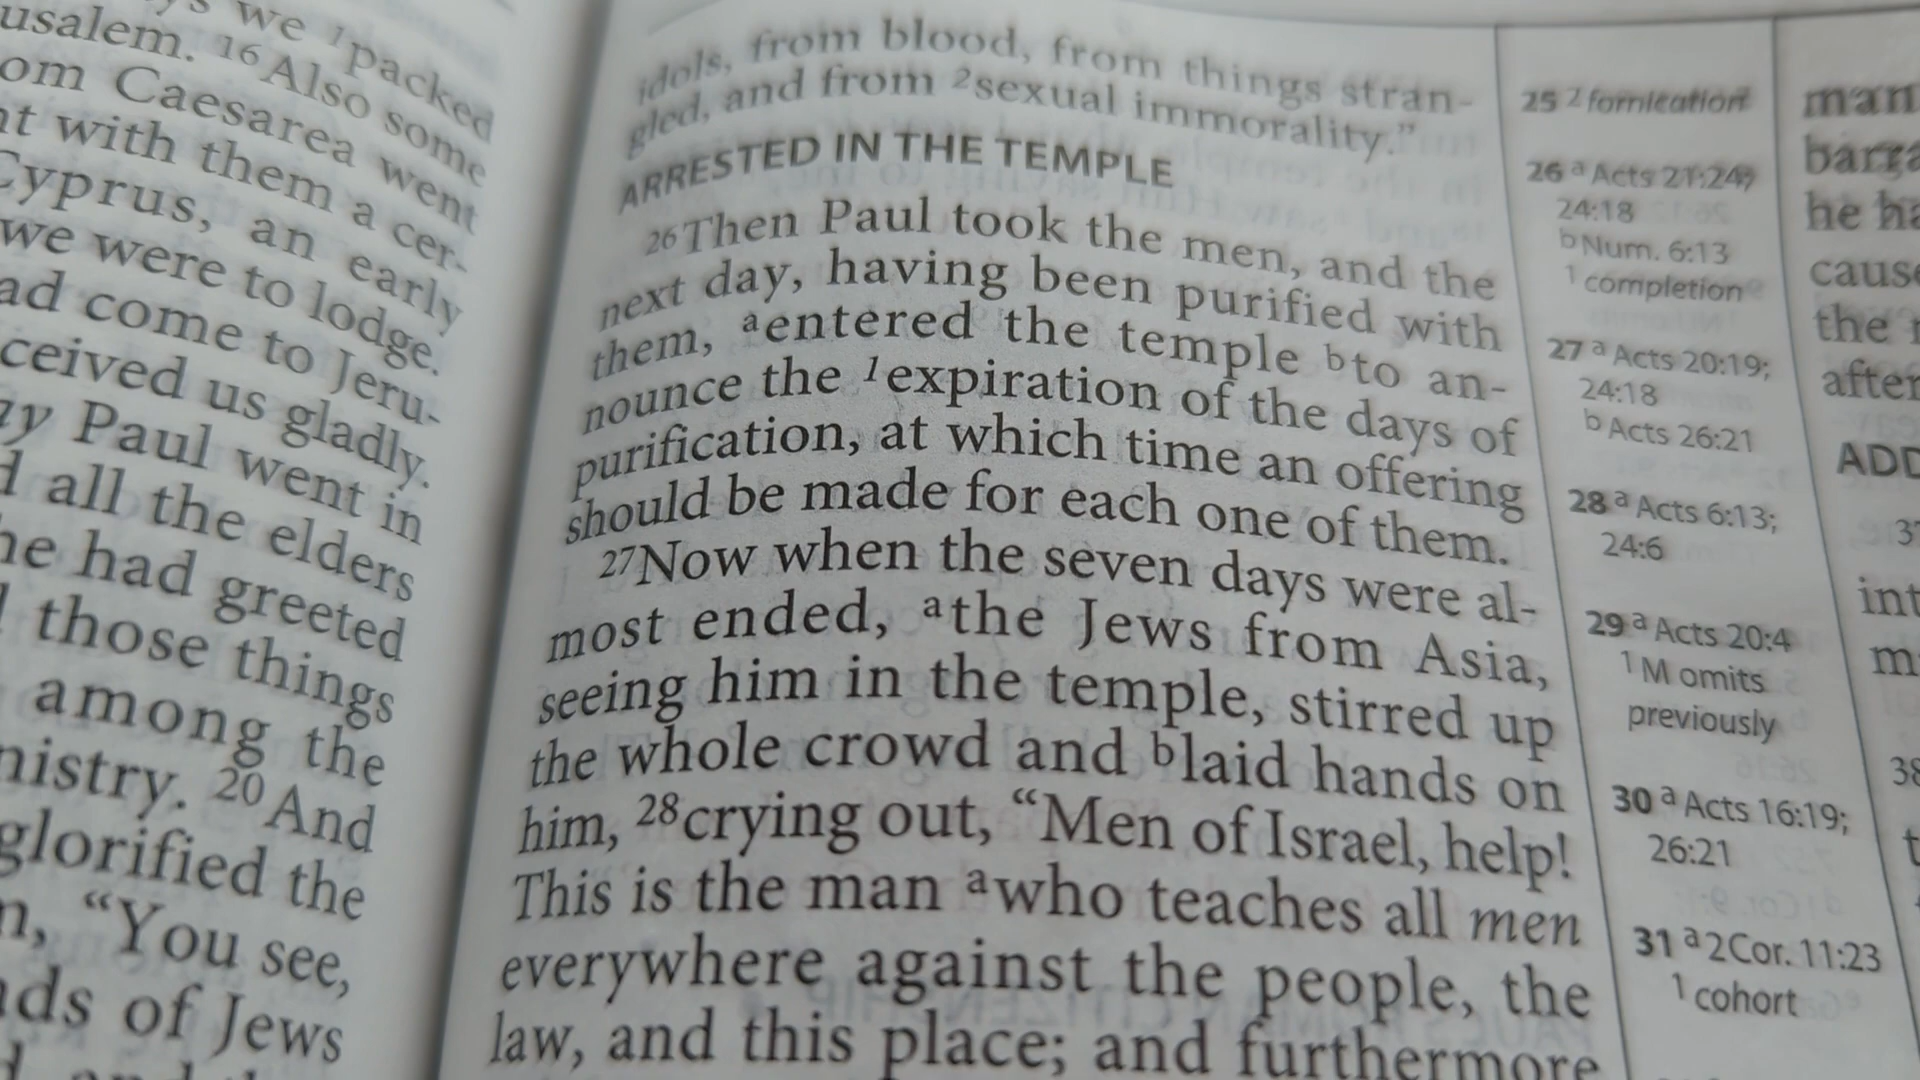 we ¹packed
usalem. ¹⁶Also some
om Caesarea went
nt with them a cer-
Cyprus, an early
we were to lodge.
ad come to Jeru-
ceived us gladly.
Paul went in
all the elders
he had greeted
those things
among the
nistry. ²⁰And
glorified the
n, “You see,
ds of Jews
idols, from blood, from things stran-
gled, and from ²sexual immorality.”
ARRESTED IN THE TEMPLE
²⁶Then Paul took the men, and the
next day, having been purified with
them, ᵃentered the temple ᵇto an-
nounce the ¹expiration of the days of
purification, at which time an offering
should be made for each one of them.
²⁷Now when the seven days were al-
most ended, ᵃthe Jews from Asia,
seeing him in the temple, stirred up
the whole crowd and ᵇlaid hands on
him, ²⁸crying out, “Men of Israel, help!
This is the man ᵃwho teaches all men
everywhere against the people, the
law, and this place; and furthermore
25 ² fornication
26 ᵃ Acts 21:24;
24:18
ᵇ Num. 6:13
¹ completion
27 ᵃ Acts 20:19;
24:18
ᵇ Acts 26:21
28 ᵃ Acts 6:13;
24:6
29 ᵃ Acts 20:4
¹ M omits
previously
30 ᵃ Acts 16:19;
26:21
31 ᵃ 2Cor. 11:23
¹ cohort
man
he ha
cause
the
after
ADD
37
int
38